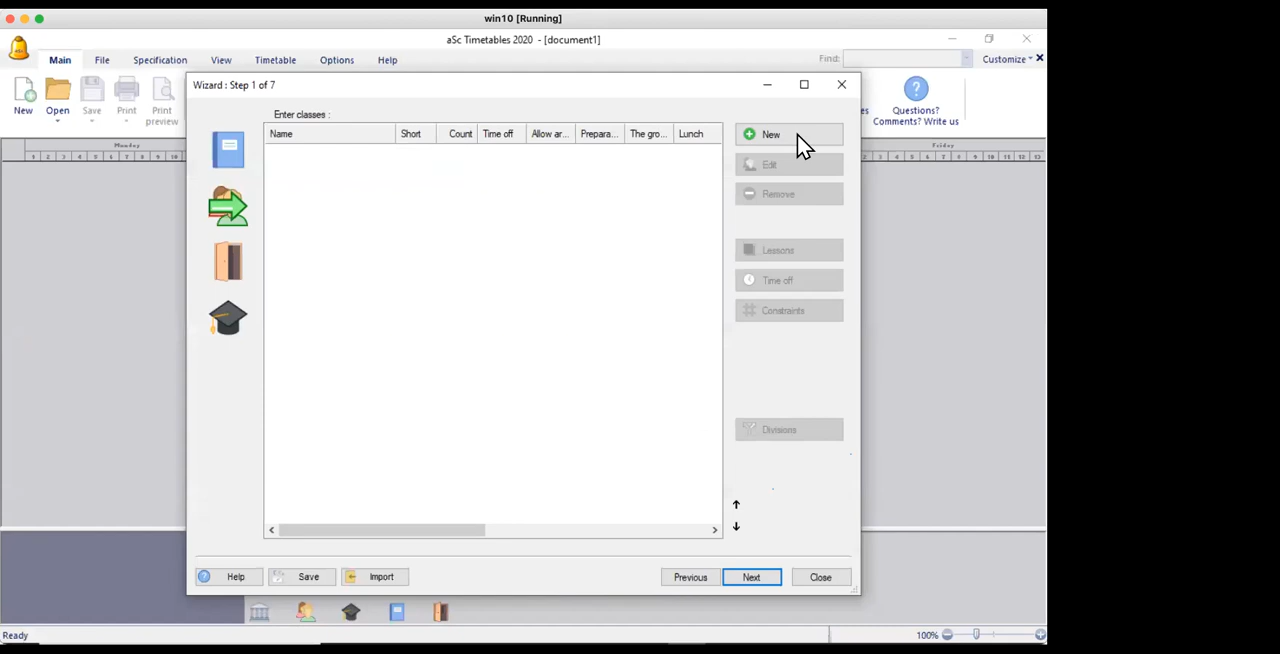 win10 [Running]
aSc Timetables 2020 - [document1]
Main File Specification View Timetable Options Help
Find:
Customize
New Open Save Print Print preview
Questions? Comments? Write us
Monday
Friday
Wizard : Step 1 of 7
Enter classes :
Name Short Count Time off Allow ar... Prepara... The gro... Lunch
New
Edit
Remove
Lessons
Time off
Constraints
Divisions
Help Save Import Previous Next Close
Ready
100%